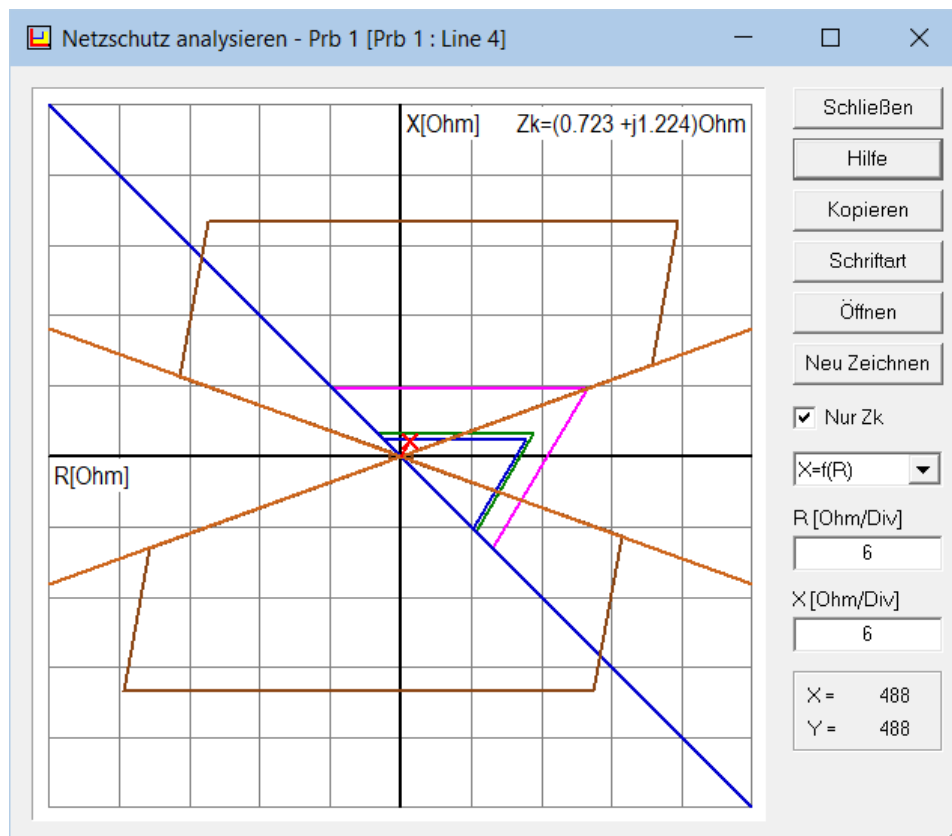 Netzschutz analysieren - Prb 1 [Prb 1 : Line 4]
X[Ohm] Zk=(0.723 +j1.224)Ohm
R[Ohm]
Schließen
Hilfe
Kopieren
Schriftart
Öffnen
Neu Zeichnen
Nur Zk
X=f(R)
R [Ohm/Div]
6
X [Ohm/Div]
6
X = 488
Y = 488